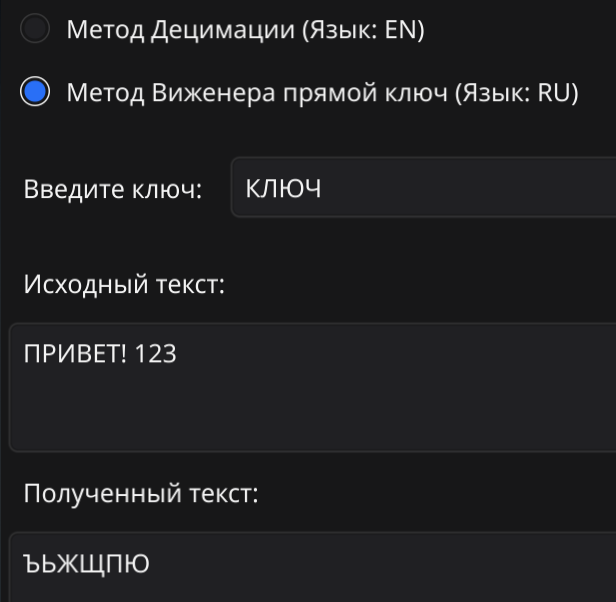 Метод Децимации (Язык: EN)
Метод Виженера прямой ключ (Язык: RU)
Введите ключ: КЛЮЧ
Исходный текст:
ПРИВЕТ! 123
Полученный текст:
ЪЬЖЩПЮ